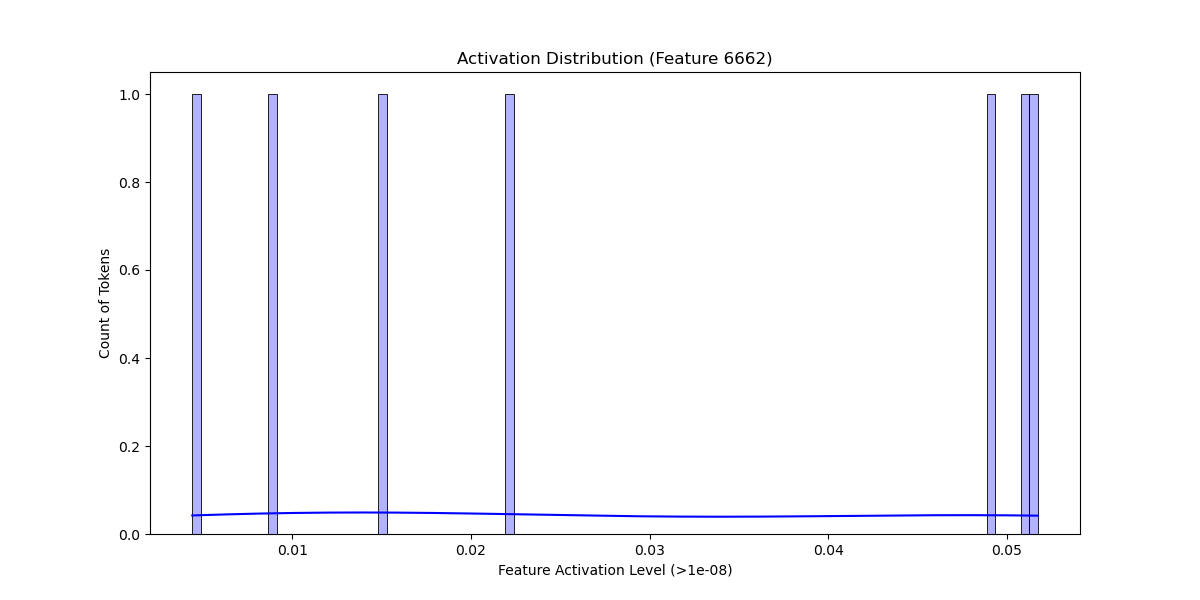 Activation Distribution (Feature 6662)
1.0
0.8
0.6
0.4
0.2
0.0
Count of Tokens
0.01 0.02 0.03 0.04 0.05
Feature Activation Level (>1e-08)